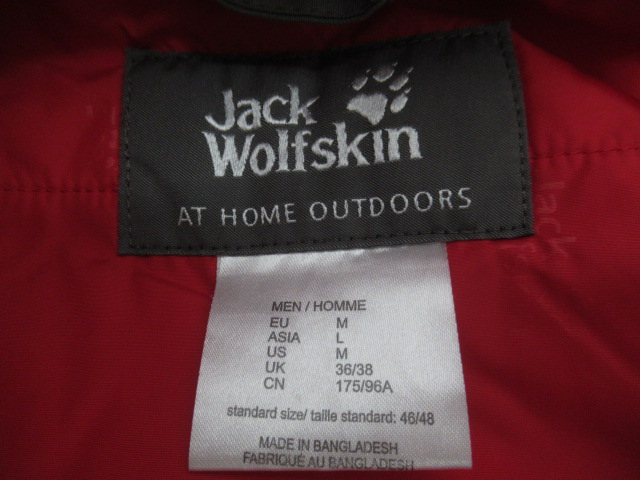 Jack
Wolfskin
AT HOME OUTDOORS
Jack
MEN / HOMME
EU M
ASIA L
US M
UK 36/38
CN 175/96A
standard size/ taille standard: 46/48
MADE IN BANGLADESH
FABRIQUÉ AU BANGLADESH